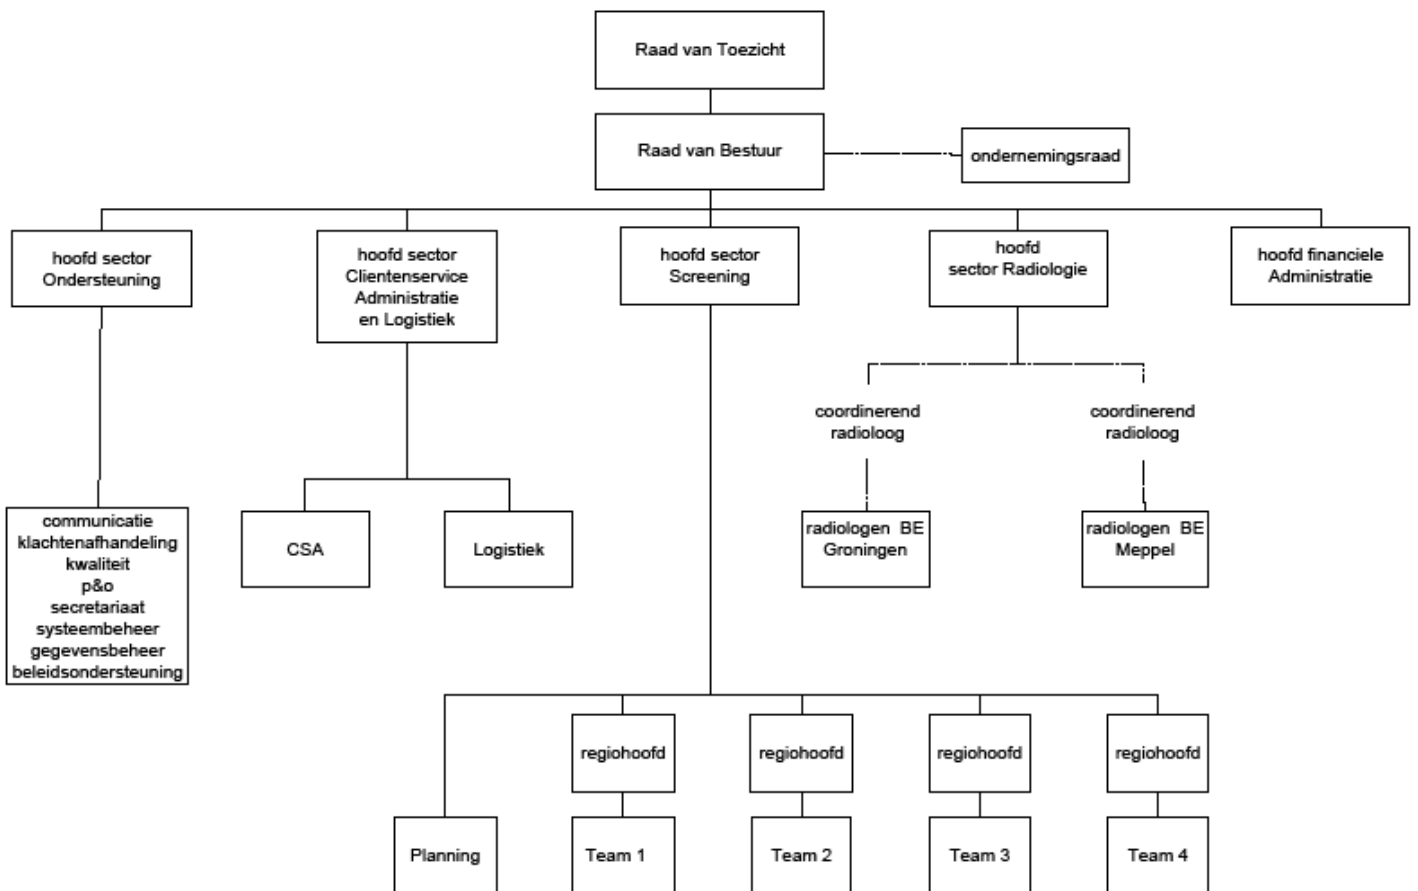 Raad van Toezicht
Raad van Bestuur
ondernemingsraad
hoofd sector
Ondersteuning
hoofd sector
Clientenservice
Administratie
en Logistiek
hoofd sector
Screening
hoofd
sector Radiologie
hoofd financiele
Administratie
coordinerend
radioloog
coordinerend
radioloog
communicatie
klachtenafhandeling
kwaliteit
p&o
secretariaat
systeembeheer
gegevensbeheer
beleidsondersteuning
CSA
Logistiek
radiologen BE
Groningen
radiologen BE
Meppel
regiohoofd
regiohoofd
regiohoofd
regiohoofd
Planning
Team 1
Team 2
Team 3
Team 4